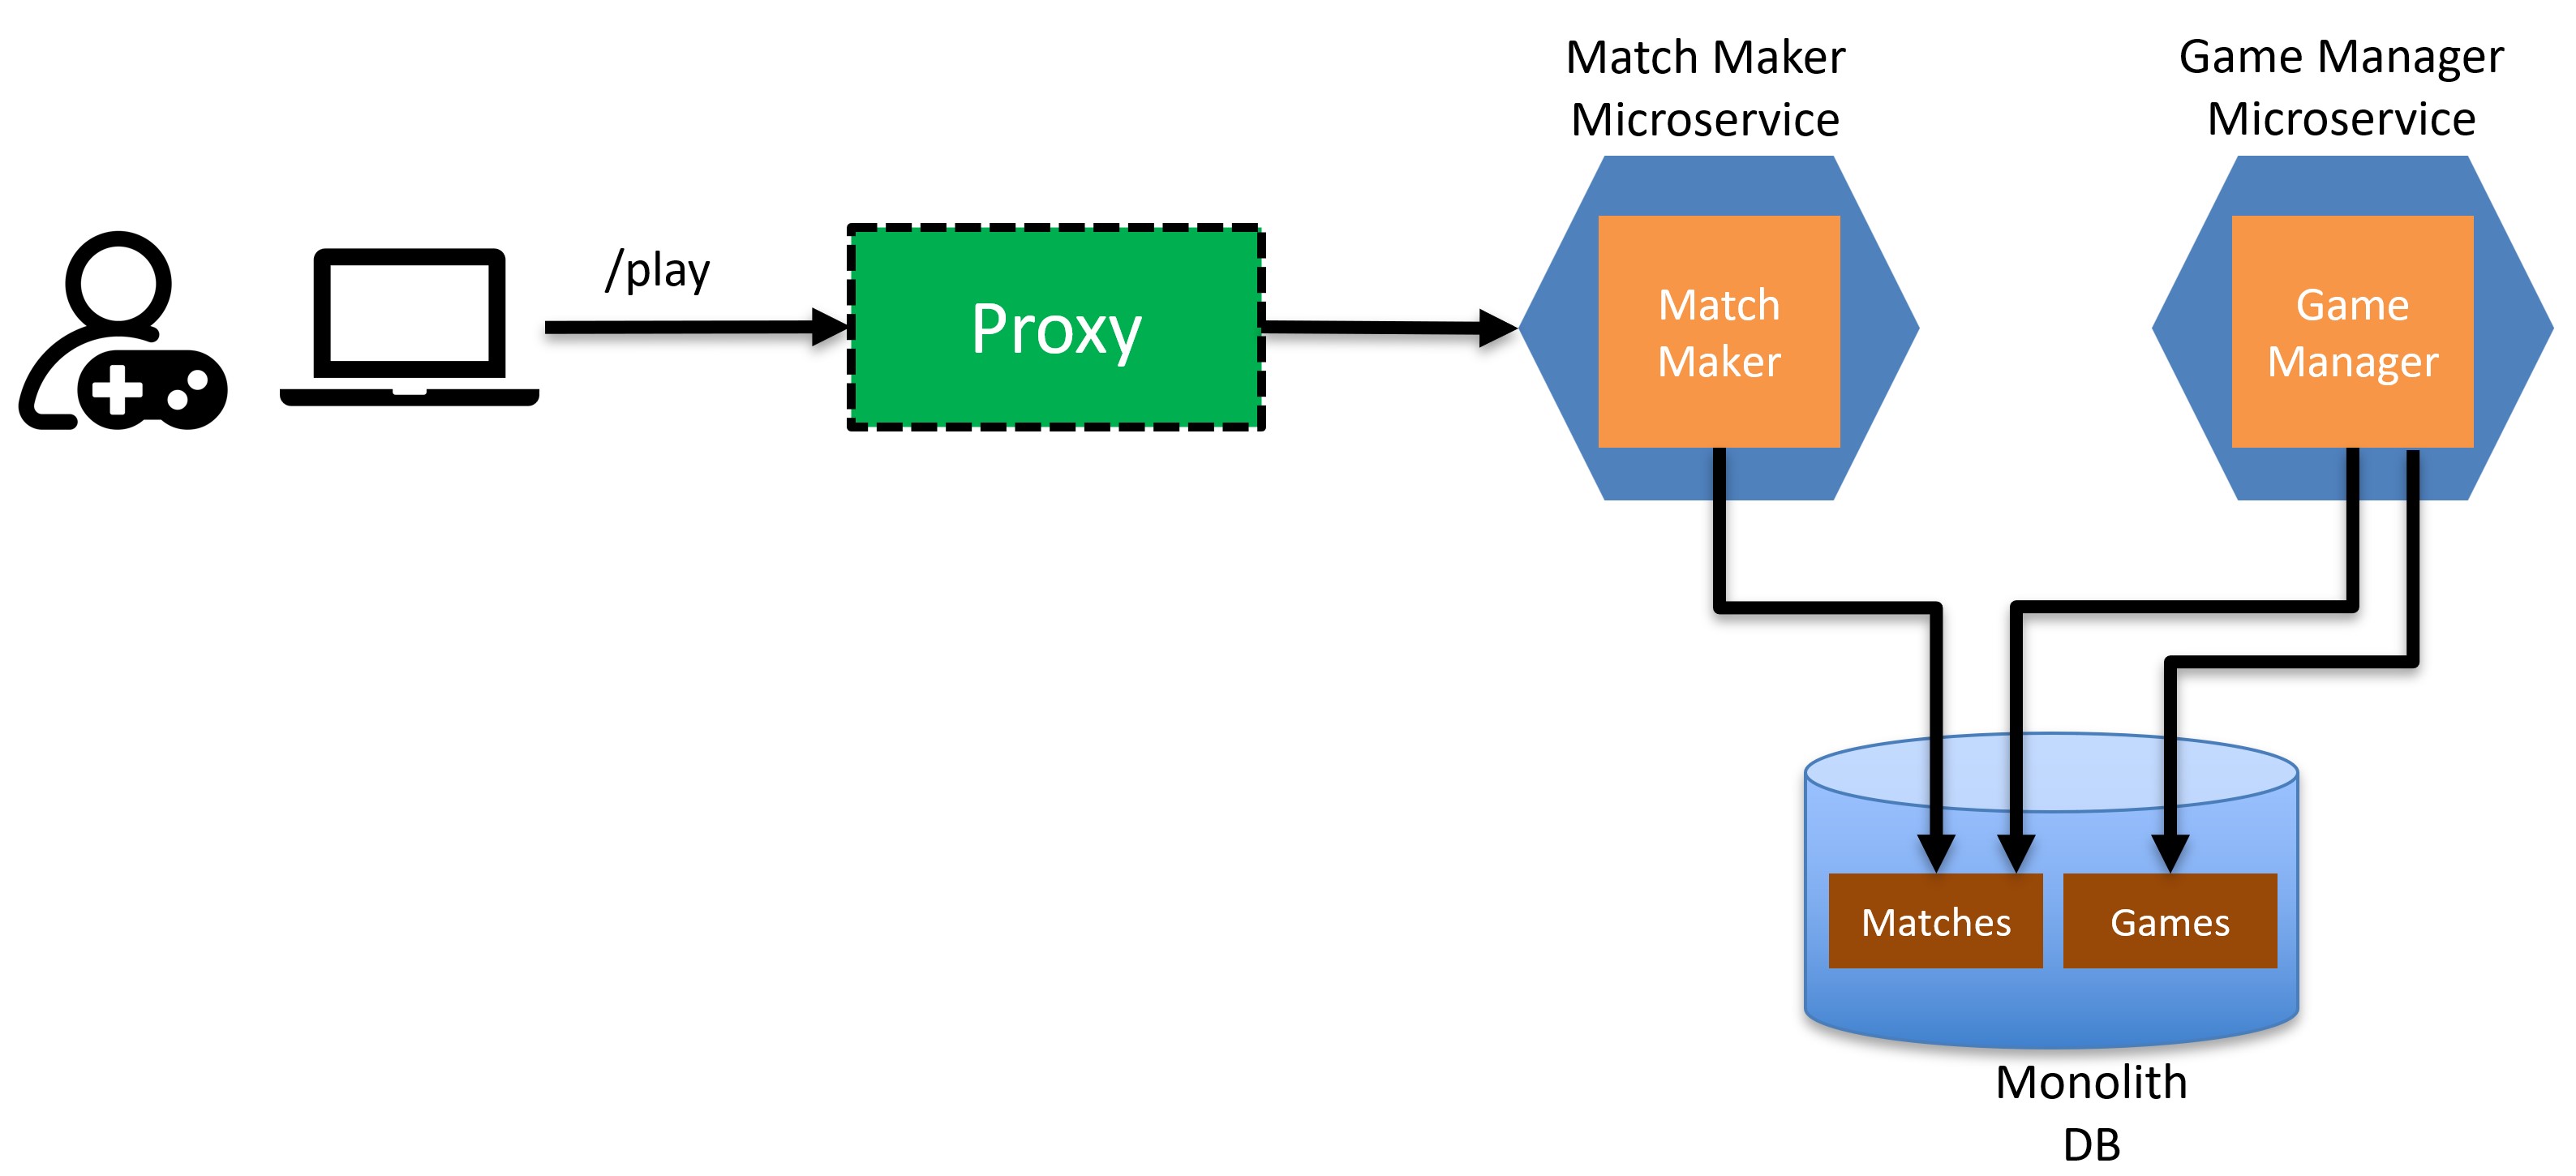 Match Maker
Microservice
Game Manager
Microservice
/play
Proxy
Match
Maker
Game
Manager
Matches
Games
Monolith
DB